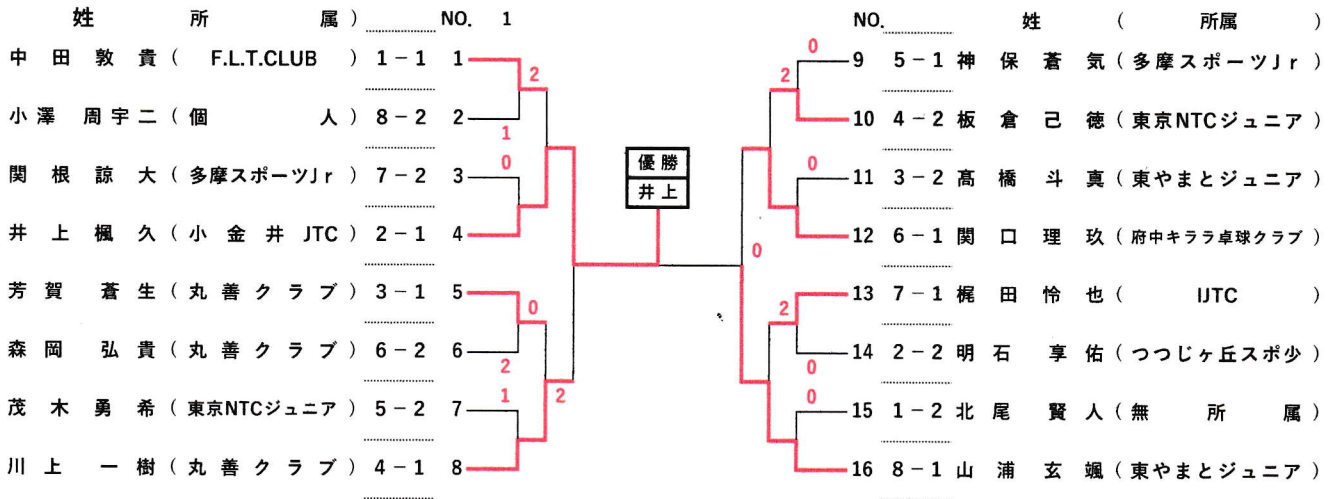 姓 所 属 ) NO. 1
NO. 姓 ( 所属 )
中 田 敦 貴 ( F.L.T.CLUB ) 1 − 1 1
2
小 澤 周 宇 二 ( 個 人 ) 8 − 2 2
1
0
関 根 諒 大 ( 多摩スポーツJr ) 7 − 2 3
井 上 楓 久 ( 小 金 井 JTC ) 2 − 1 4
芳 賀 蒼 生 ( 丸 善 ク ラ ブ ) 3 − 1 5
0
森 岡 弘 貴 ( 丸 善 ク ラ ブ ) 6 − 2 6
2
1
茂 木 勇 希 ( 東京NTCジュニア ) 5 − 2 7
2
川 上 一 樹 ( 丸 善 ク ラ ブ ) 4 − 1 8
優 勝
井 上
0
0
9 5 − 1 神 保 蒼 気 ( 多摩スポーツJr )
2
10 4 − 2 板 倉 己 徳 ( 東京NTCジュニア )
0
11 3 − 2 髙 橋 斗 真 ( 東やまとジュニア )
12 6 − 1 関 口 理 玖 ( 府中キララ卓球クラブ )
13 7 − 1 梶 田 怜 也 ( IJTC )
2
14 2 − 2 明 石 享 佑 ( つつじヶ丘スポ少 )
0
0
15 1 − 2 北 尾 賢 人 ( 無 所 属 )
16 8 − 1 山 浦 玄 颯 ( 東やまとジュニア )